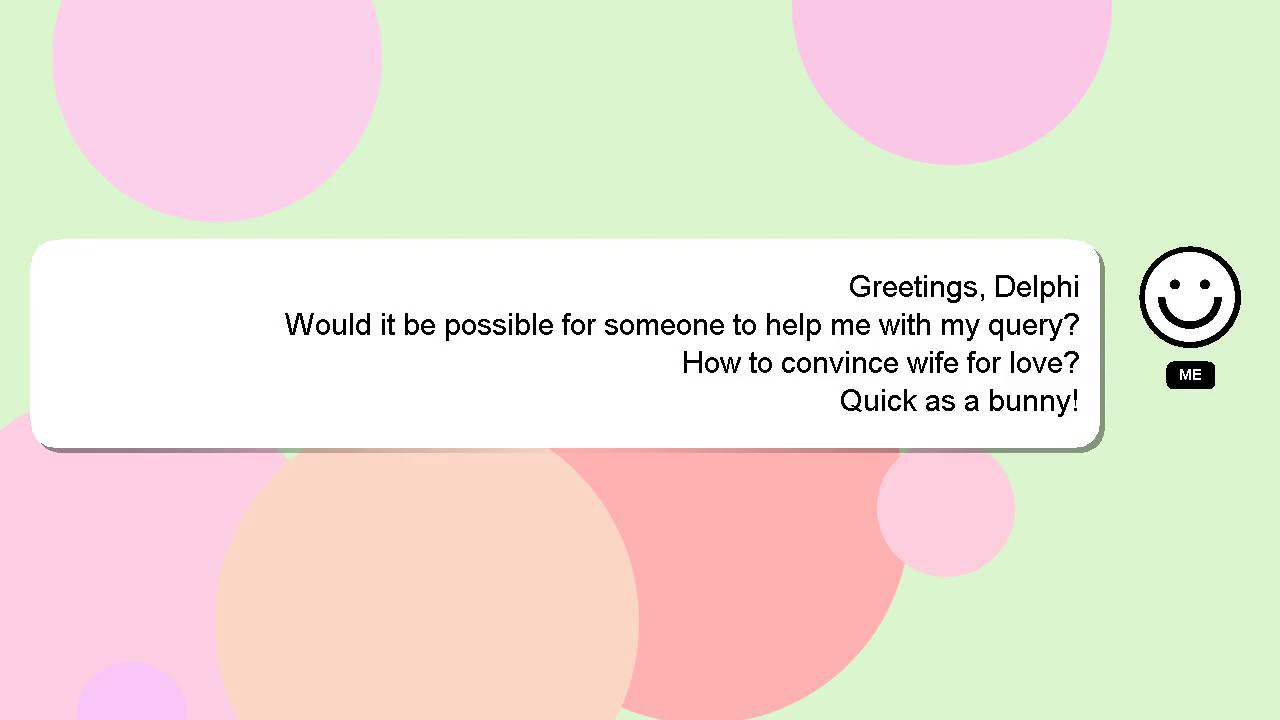 Greetings, Delphi
Would it be possible for someone to help me with my query?
How to convince wife for love?
Quick as a bunny!
ME